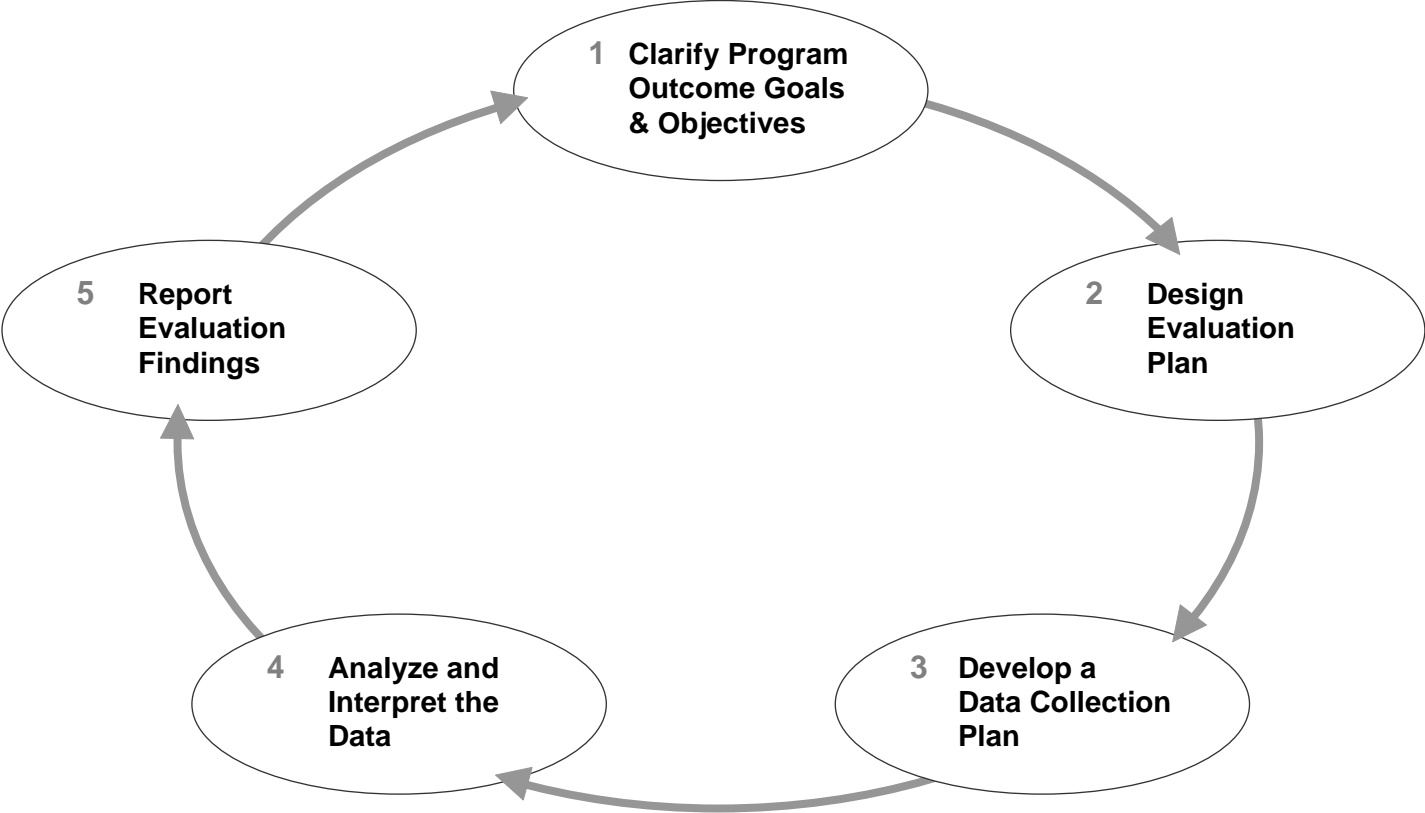 1 Clarify Program
Outcome Goals
& Objectives
2 Design
Evaluation
Plan
3 Develop a
Data Collection
Plan
4 Analyze and
Interpret the
Data
5 Report
Evaluation
Findings